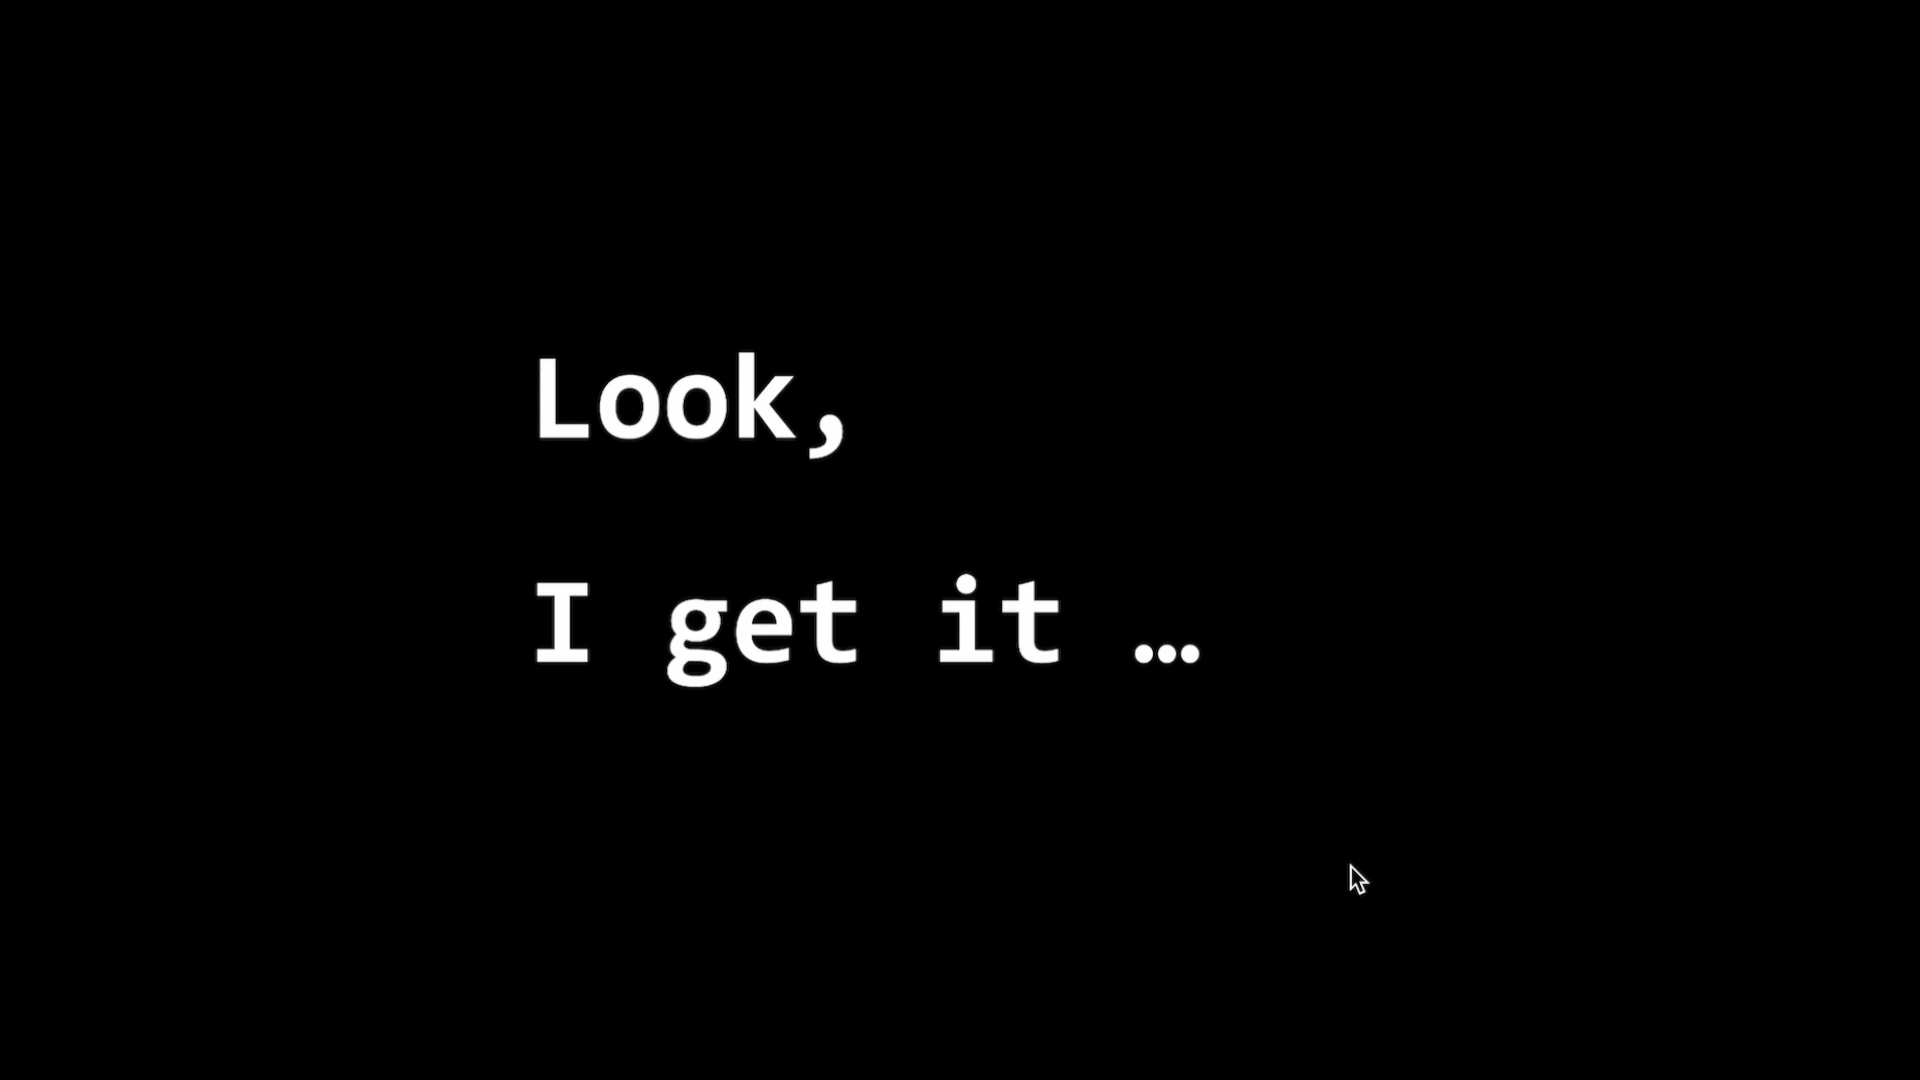 Look,
I get it …